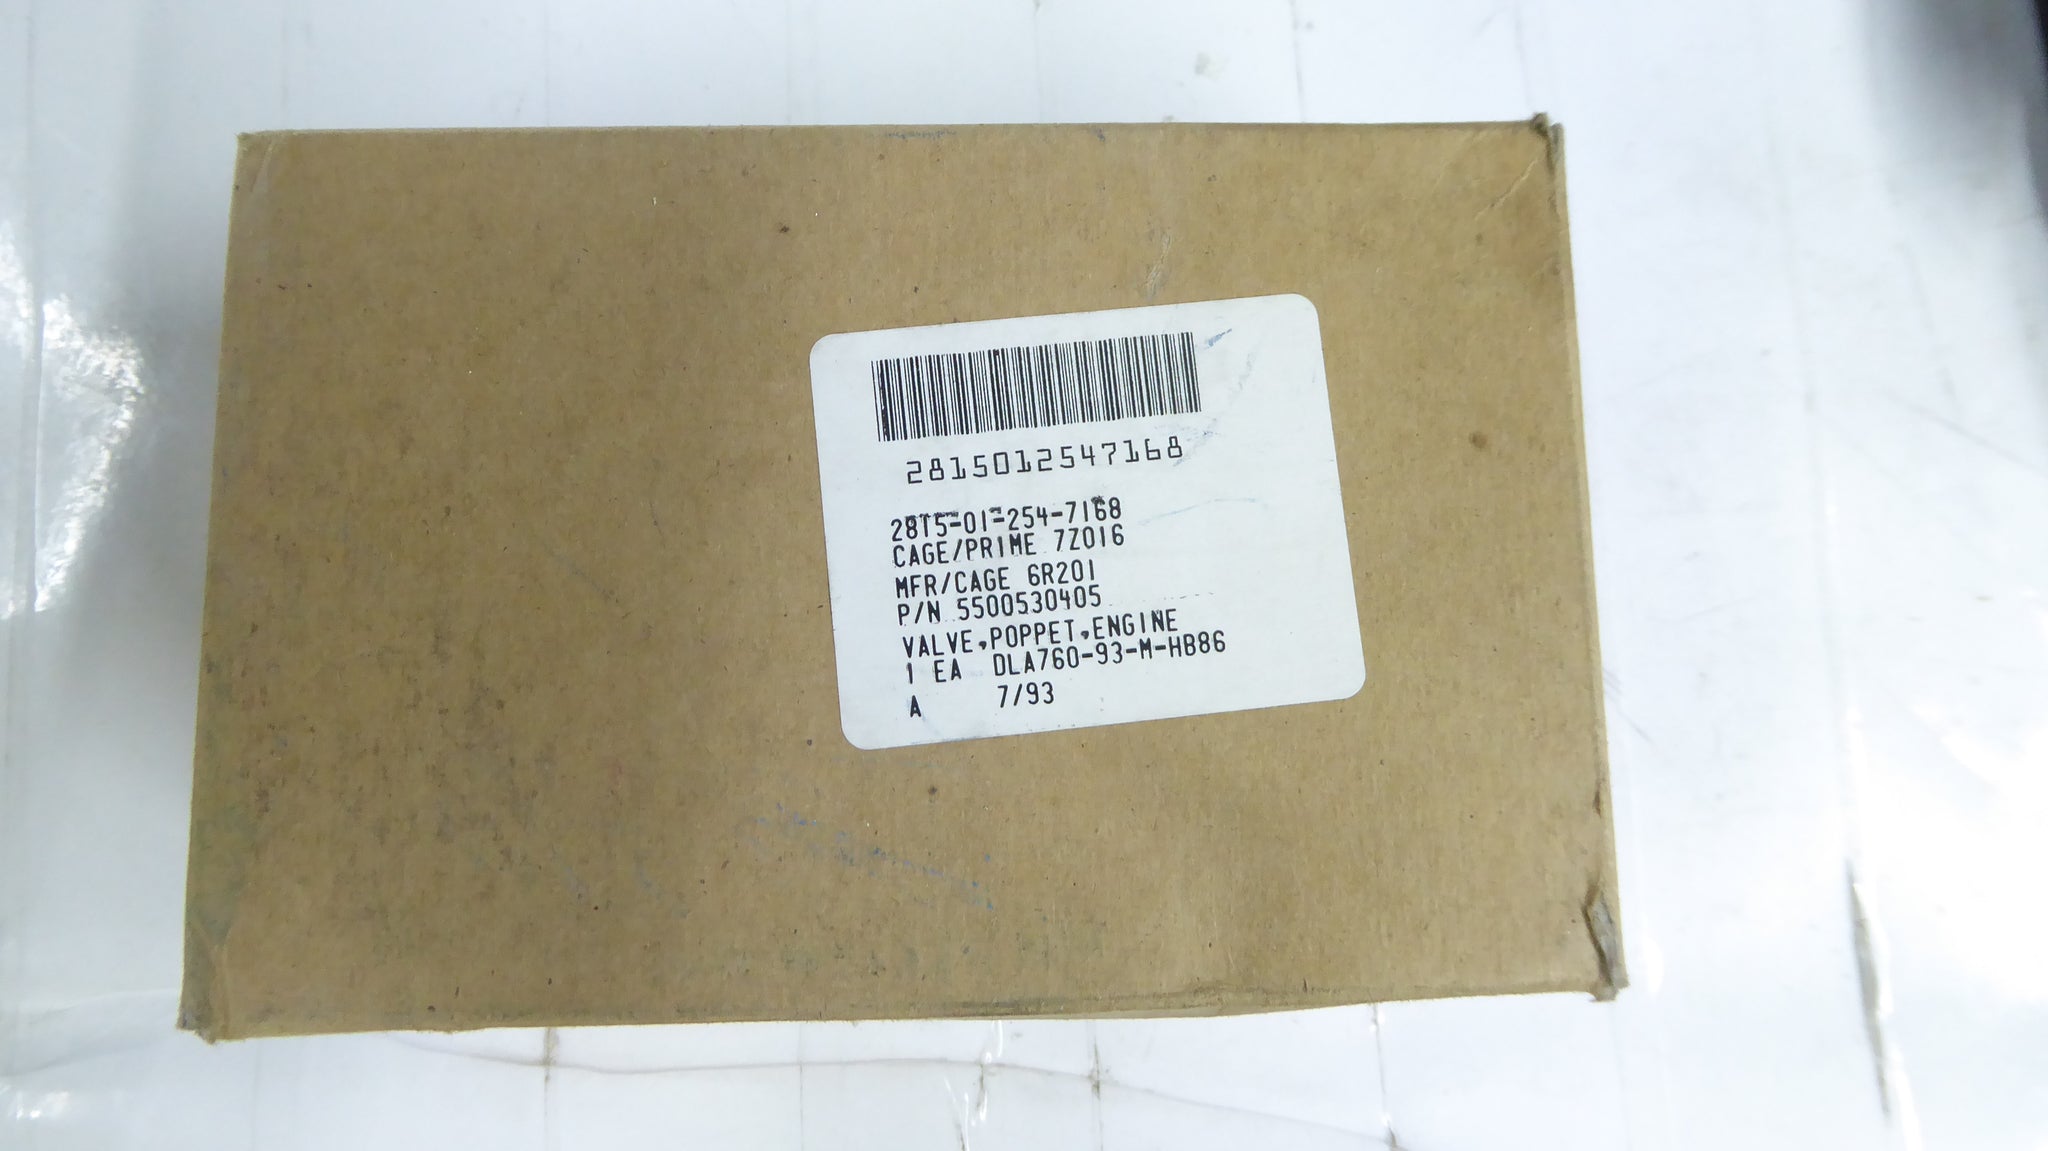 2815012547168
2815-01-254-7168
CAGE/PRIME 7Z016
MFR/CAGE 6R201
P/N 5500530405
VALVE,POPPET,ENGINE
1 EA DLA760-93-M-HB86
A 7/93